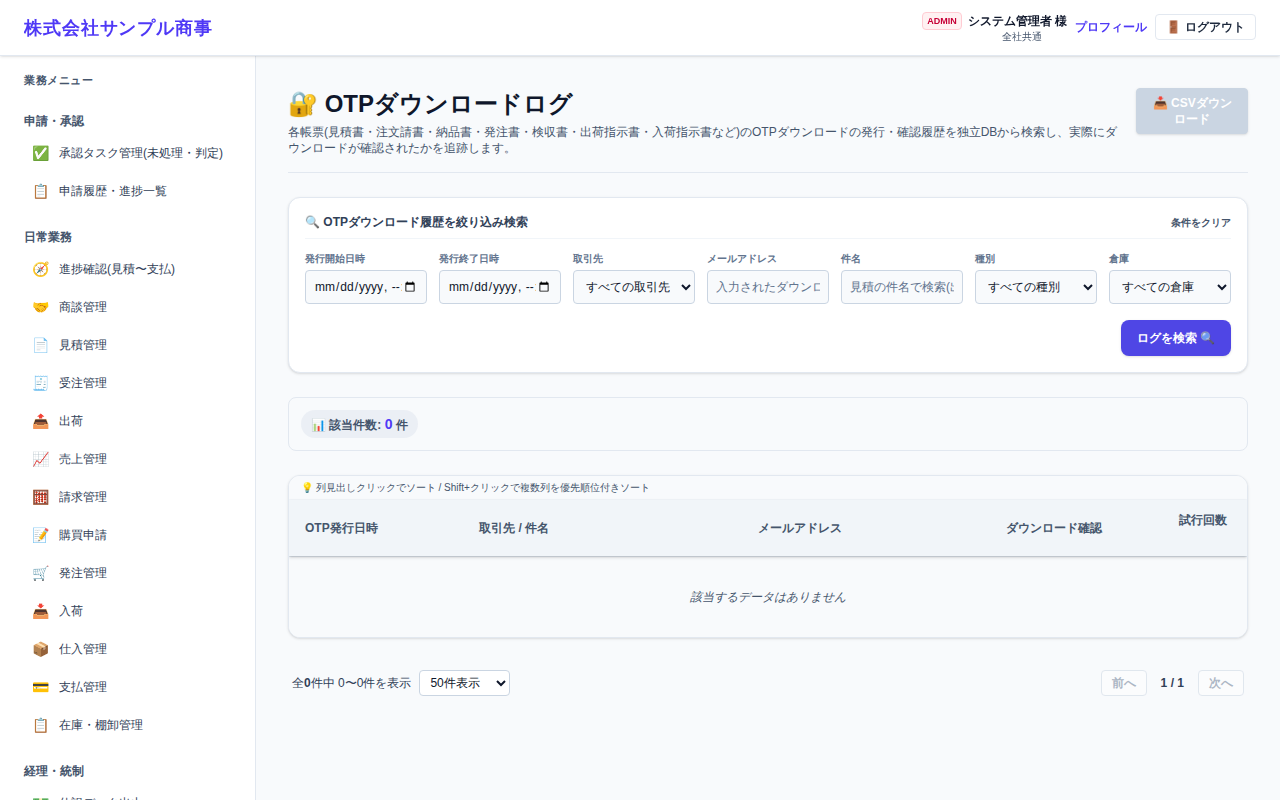 株式会社サンプル商事
ADMIN システム管理者 様
全社共通
プロフィール
🚪 ログアウト
業務メニュー
申請・承認
✅ 承認タスク管理(未処理・判定)
📋 申請履歴・進捗一覧
日常業務
🧭 進捗確認(見積〜支払)
🤝 商談管理
📄 見積管理
🧾 受注管理
📤 出荷
📈 売上管理
🧮 請求管理
📝 購買申請
🛒 発注管理
📥 入荷
📦 仕入管理
💳 支払管理
📋 在庫・棚卸管理
経理・統制
🔐 OTPダウンロードログ
各帳票(見積書・注文請書・納品書・発注書・検収書・出荷指示書・入荷指示書など)のOTPダウンロードの発行・確認履歴を独立DBから検索し、実際にダ
ウンロードが確認されたかを追跡します。
📥 CSVダウン
ロード
🔍 OTPダウンロード履歴を絞り込み検索
条件をクリア
発行開始日時 発行終了日時 取引先 メールアドレス 件名 種別 倉庫
mm/dd/yyyy, -- mm/dd/yyyy, -- すべての取引先 入力されたダウンロ 見積の件名で検索(ﾋ すべての種別 すべての倉庫
ログを検索 🔍
📊 該当件数: 0 件
💡 列見出しクリックでソート / Shift+クリックで複数列を優先順位付きソート
OTP発行日時 取引先 / 件名 メールアドレス ダウンロード確認 試行回数
該当するデータはありません
全0件中 0〜0件を表示 50件表示
前へ 1 / 1 次へ